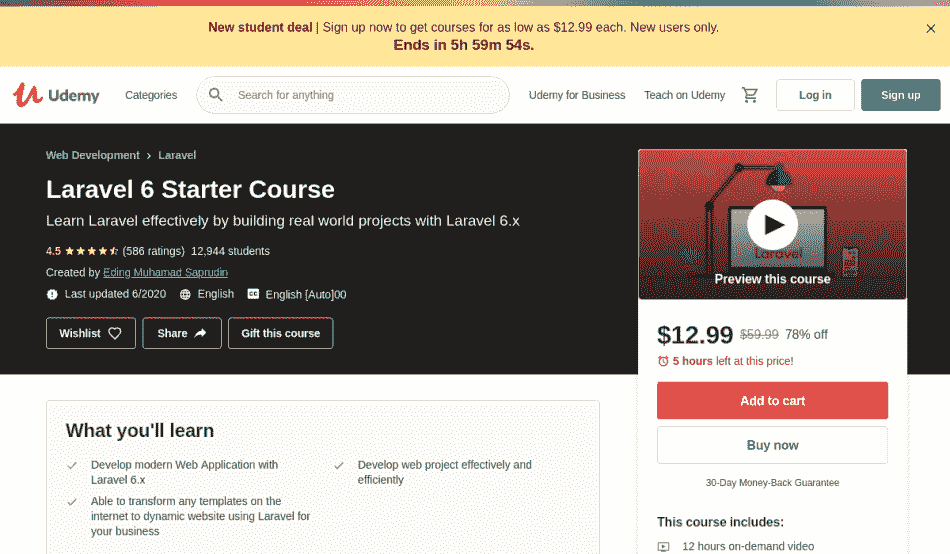 New student deal | Sign up now to get courses for as low as $12.99 each. New users only.
Ends in 5h 59m 54s.
Udemy
Categories
Search for anything
Udemy for Business
Teach on Udemy
Log in
Sign up
Web Development > Laravel
Laravel 6 Starter Course
Learn Laravel effectively by building real world projects with Laravel 6.x
4.5 (586 ratings) 12,944 students
Created by Eding Muhamad Saprudin
Last updated 6/2020
English
CC English [Auto]00
Wishlist
Share
Gift this course
What you'll learn
Develop modern Web Application with
Laravel 6.x
Able to transform any templates on the
internet to dynamic website using Laravel for
your business
Develop web project effectively and
efficiently
Laravel
Preview this course
$12.99 $59.99 78% off
5 hours left at this price!
Add to cart
Buy now
30-Day Money-Back Guarantee
This course includes:
12 hours on-demand video